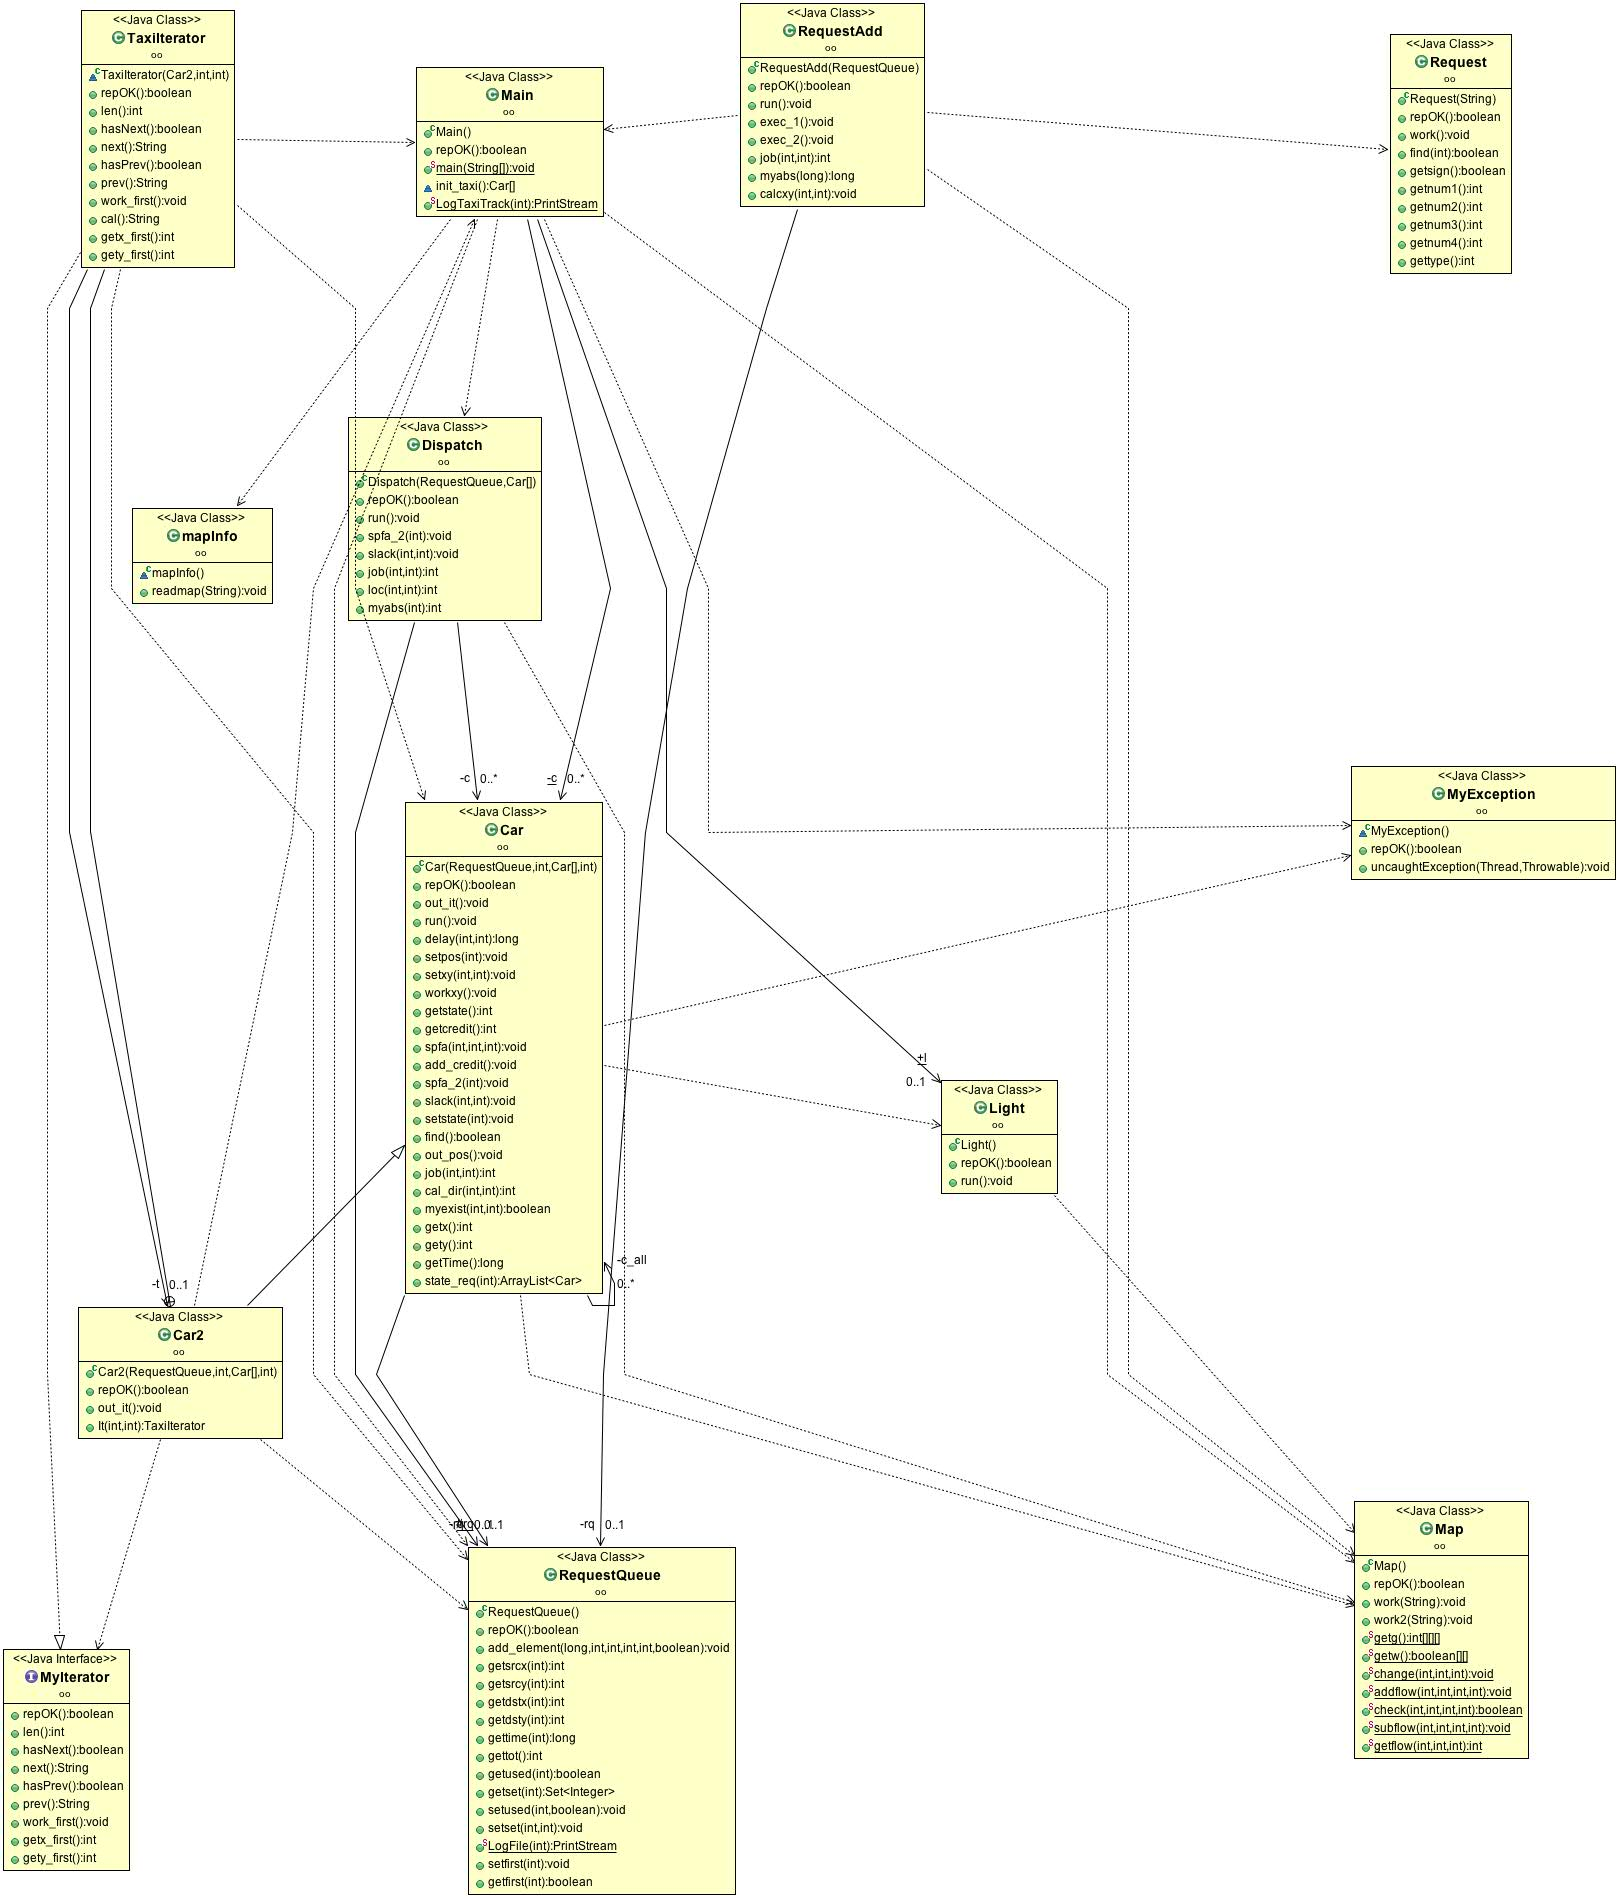 <<Java Class>>
TaxiIterator
oo
TaxiIterator(Car2,int,int)
repOK():boolean
len():int
hasNext():boolean
next():String
hasPrev():boolean
prev():String
work_first():void
cal():String
getx_first():int
gety_first():int
<<Java Class>>
Main
oo
Main()
repOK():boolean
main(String[]):void
init_taxi():Car[]
LogTaxiTrack(int):PrintStream
<<Java Class>>
RequestAdd
oo
RequestAdd(RequestQueue)
repOK():boolean
run():void
exec_1():void
exec_2():void
job(int,int):int
myabs(long):long
calcxy(int,int):void
<<Java Class>>
Request
oo
Request(String)
repOK():boolean
work():void
find(int):boolean
getsign():boolean
getnum1():int
getnum2():int
getnum3():int
getnum4():int
gettype():int
<<Java Class>>
Dispatch
oo
Dispatch(RequestQueue,Car[])
repOK():boolean
run():void
spfa_2(int):void
slack(int,int):void
job(int,int):int
loc(int,int):int
myabs(int):int
<<Java Class>>
mapInfo
oo
mapInfo()
readmap(String):void
-c 0..*
-c 0..*
<<Java Class>>
Car
oo
Car(RequestQueue,int,Car[],int)
repOK():boolean
out_it():void
run():void
delay(int,int):long
setpos(int):void
setxy(int,int):void
workxy():void
getstate():int
getcredit():int
spfa(int,int,int):void
add_credit():void
spfa_2(int):void
slack(int,int):void
setstate(int):void
find():boolean
out_pos():void
job(int,int):int
cal_dir(int,int):int
myexist(int,int):boolean
getx():int
gety():int
getTime():long
state_req(int):ArrayList<Car>
-c_all
0..*
<<Java Class>>
MyException
oo
MyException()
repOK():boolean
uncaughtException(Thread,Throwable):void
+l
0..1
<<Java Class>>
Light
oo
Light()
repOK():boolean
run():void
-t 0..1
<<Java Class>>
Car2
oo
Car2(RequestQueue,int,Car[],int)
repOK():boolean
out_it():void
It(int,int):TaxiIterator
-rq 0..1
<<Java Class>>
RequestQueue
oo
RequestQueue()
repOK():boolean
add_element(long,int,int,int,int,boolean):void
getsrcx(int):int
getsrcy(int):int
getdstx(int):int
getdsty(int):int
gettime(int):long
gettot():int
getused(int):boolean
getset(int):Set<Integer>
setused(int,boolean):void
setset(int,int):void
LogFile(int):PrintStream
setfirst(int):void
getfirst(int):boolean
<<Java Class>>
Map
oo
Map()
repOK():boolean
work(String):void
work2(String):void
getg():int[][][]
getw():boolean[][]
change(int,int,int):void
addflow(int,int,int,int):void
check(int,int,int,int):boolean
subflow(int,int,int,int):void
getflow(int,int,int):int
<<Java Interface>>
MyIterator
oo
repOK():boolean
len():int
hasNext():boolean
next():String
hasPrev():boolean
prev():String
work_first():void
getx_first():int
gety_first():int